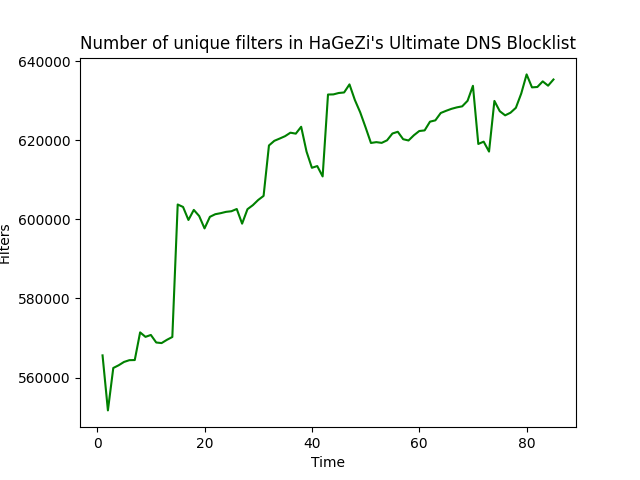 Number of unique filters in HaGeZi's Ultimate DNS Blocklist
640000
620000
600000
580000
560000
Filters
0 20 40 60 80
Time